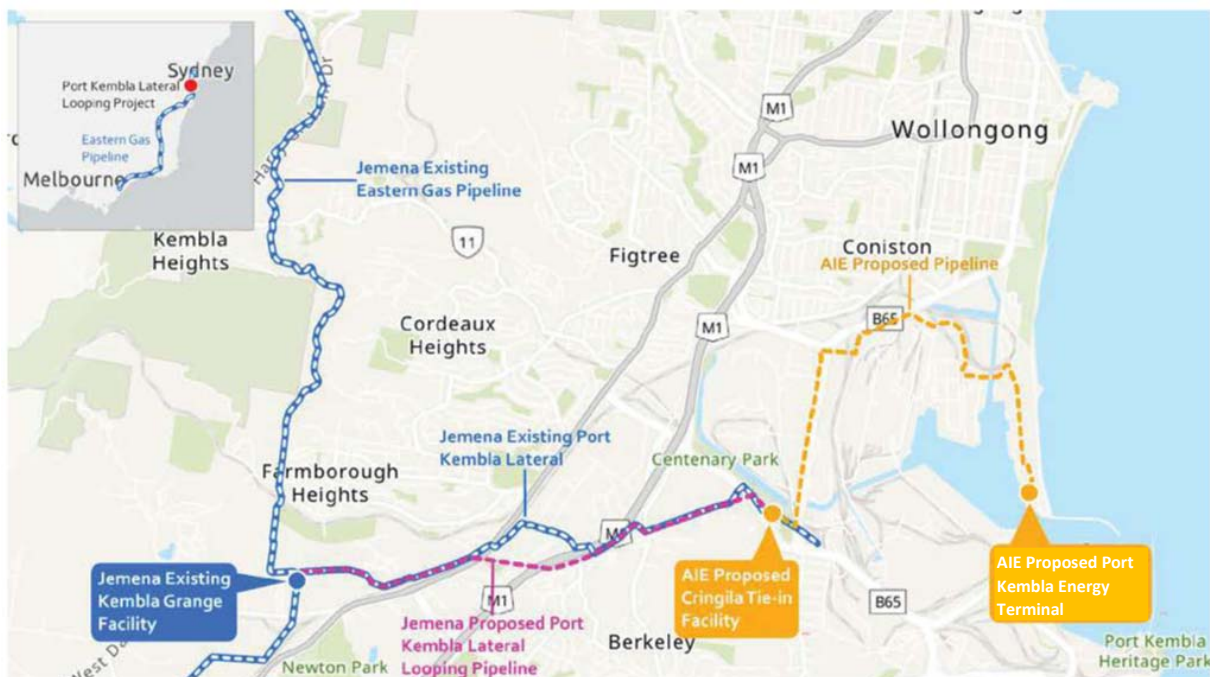 Sydney
Port Kembla Lateral
Looping Project
Eastern Gas
Pipeline
Melbourne
Jemena Existing
Eastern Gas Pipeline
M1
M1
Wollongong
Kembla
Heights
11
Figtree
Coniston
AIE Proposed Pipeline
B65
M1
Cordeaux
Heights
Jemena Existing Port
Kembla Lateral
Centenary Park
Farmborough
Heights
Jemena Existing
Kembla Grange
Facility
M1
AIE Proposed
Cringila Tie-in
Facility
AIE Proposed Port
Kembla Energy
Terminal
B65
Jemena Proposed Port
Kembla Lateral
Looping Pipeline
Berkeley
Newton Park
Port Kembla
Heritage Park